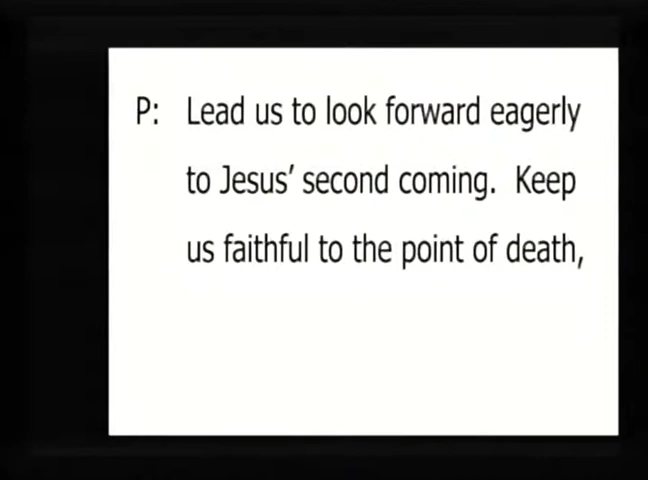 P: Lead us to look forward eagerly
to Jesus’ second coming. Keep
us faithful to the point of death,